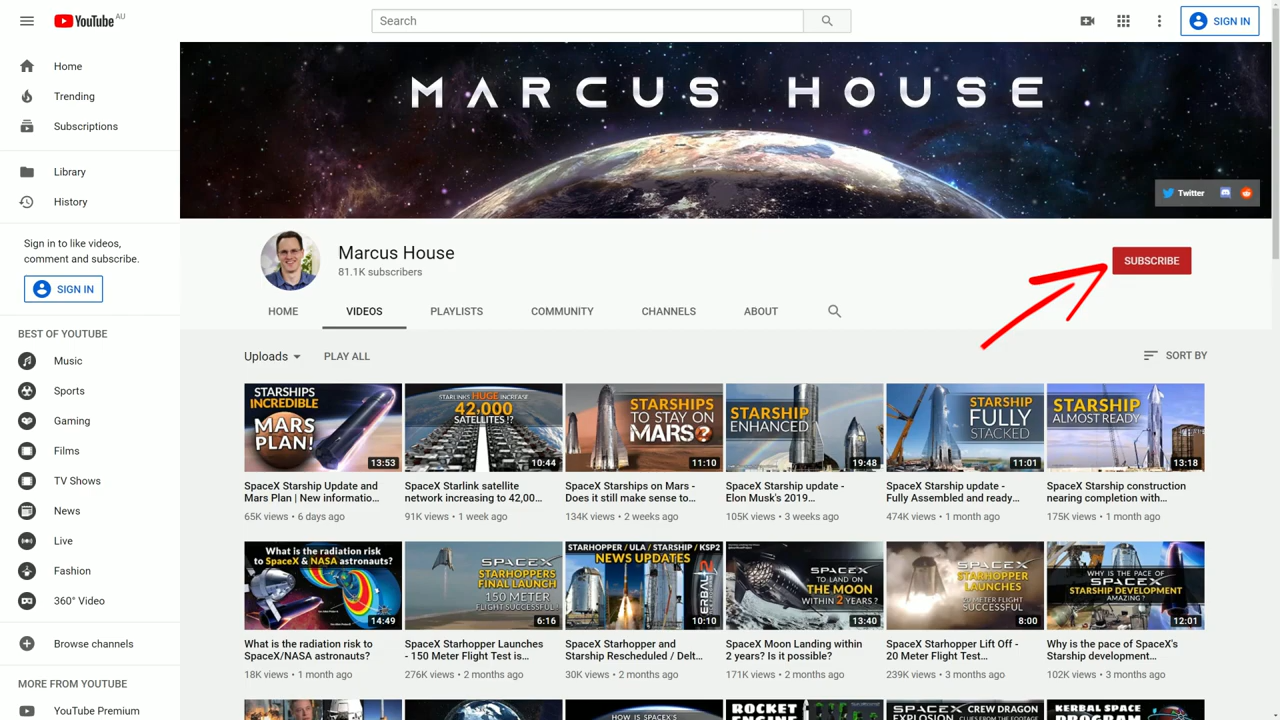 YouTube AU
Search
SIGN IN
Home
Trending
Subscriptions
Library
History
Sign in to like videos,
comment and subscribe.
SIGN IN
BEST OF YOUTUBE
Music
Sports
Gaming
Films
TV Shows
News
Live
Fashion
360° Video
Browse channels
MORE FROM YOUTUBE
YouTube Premium
MARCUS HOUSE
Twitter
Marcus House
81.1K subscribers
SUBSCRIBE
HOME VIDEOS PLAYLISTS COMMUNITY CHANNELS ABOUT
Uploads PLAY ALL SORT BY
STARSHIPS
INCREDIBLE
MARS
PLAN!
13:53
STARLINKS HUGE INCREASE
42,000
SATELLITES !?
10:44
STARSHIPS
TO STAY ON
MARS?
11:10
STARSHIP
ENHANCED
19:48
STARSHIP
FULLY
STACKED
11:01
STARSHIP
ALMOST READY
13:18
SpaceX Starship Update and
Mars Plan | New informatio...
65K views • 6 days ago
SpaceX Starlink satellite
network increasing to 42,00...
91K views • 1 week ago
SpaceX Starships on Mars -
Does it still make sense to...
134K views • 2 weeks ago
SpaceX Starship update -
Elon Musk's 2019...
105K views • 3 weeks ago
SpaceX Starship update -
Fully Assembled and ready...
474K views • 1 month ago
SpaceX Starship construction
nearing completion with...
175K views • 1 month ago
What is the radiation risk
to SpaceX & NASA astronauts?
14:49
SPACEX
STARHOPPERS
FINAL LAUNCH
150 METER
FLIGHT SUCCESSFUL!
6:16
STARHOPPER / ULA / STARSHIP / KSP2
NEWS UPDATES
10:10
SPACEX
TO LAND ON
THE MOON
WITHIN 2 YEARS?
13:40
SPACEX
STARHOPPER
LAUNCHES
20 METER FLIGHT
SUCCESSFUL
8:00
WHY IS THE PACE OF
SPACEX
STARSHIP DEVELOPMENT
AMAZING?
12:01
What is the radiation risk to
SpaceX/NASA astronauts?
18K views • 1 month ago
SpaceX Starhopper Launches
- 150 Meter Flight Test is...
276K views • 2 months ago
SpaceX Starhopper and
Starship Rescheduled / Delt...
30K views • 2 months ago
SpaceX Moon Landing within
2 years? Is it possible?
171K views • 2 months ago
SpaceX Starhopper Lift Off -
20 Meter Flight Test...
239K views • 3 months ago
Why is the pace of SpaceX's
Starship development...
102K views • 3 months ago
HOW IS SPACEX'S
ROCKET
ENGINE
SPACEX CREW DRAGON
EXPLOSION CLUES FROM THE FOOTAGE
KERBAL SPACE
PROGRAM